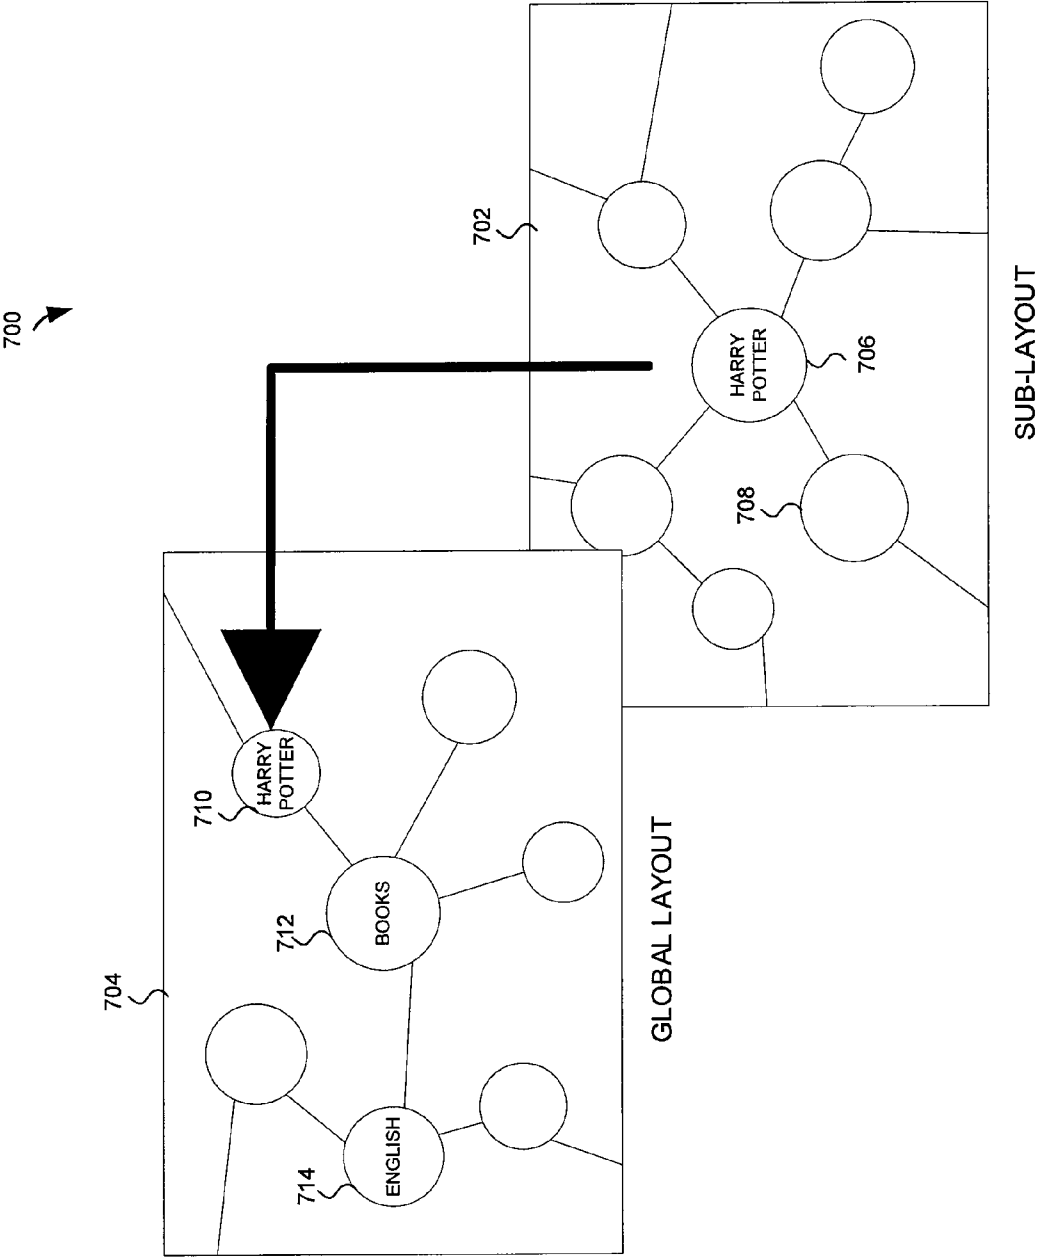 700
704
710
HARRY
POTTER
712
714
BOOKS
ENGLISH
702
GLOBAL LAYOUT
708
HARRY
POTTER
706
SUB-LAYOUT